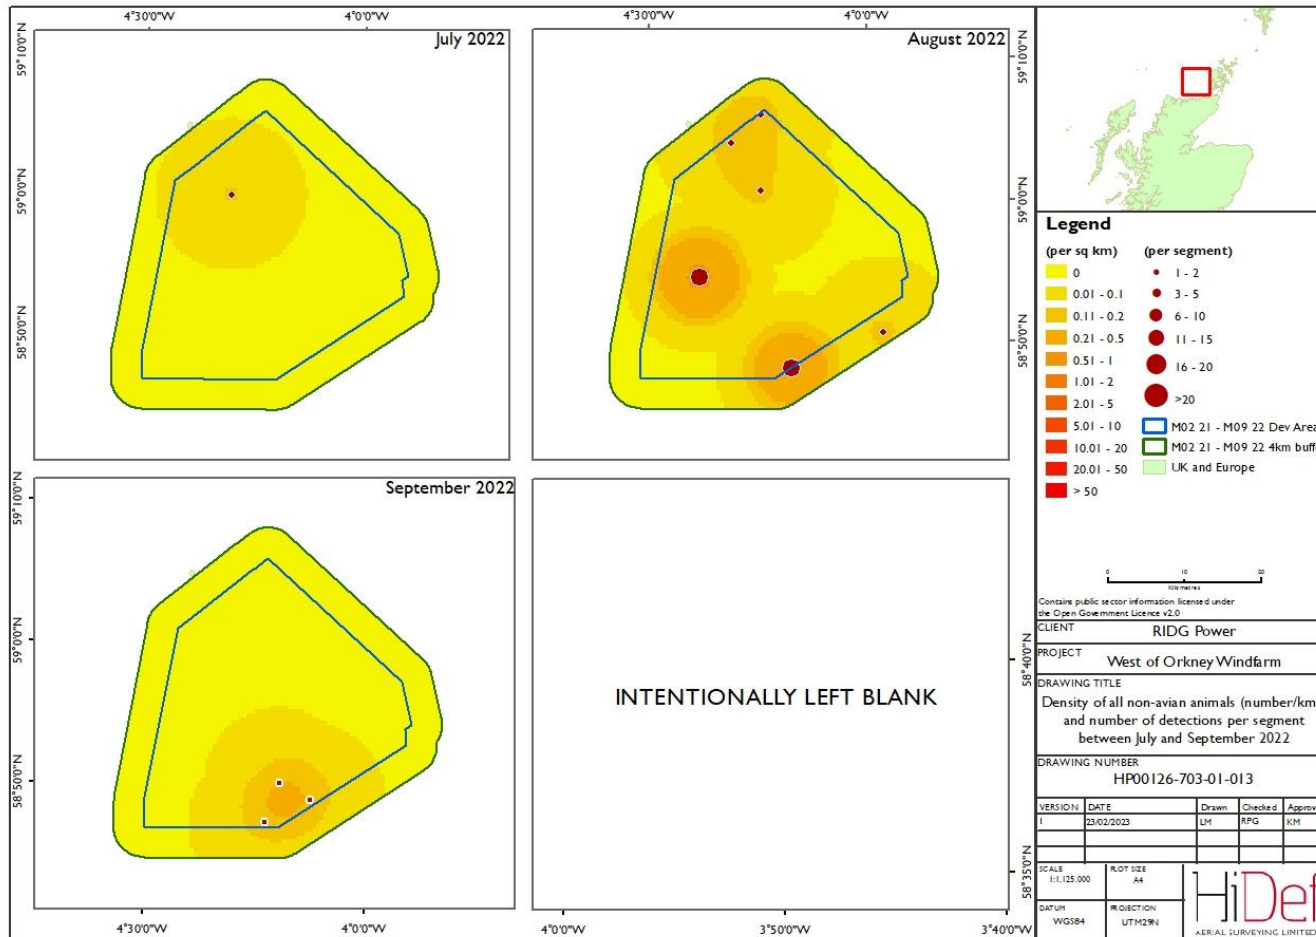 4°30'0"W
4°0'0"W
4°30'0"W
4°0'0"W
July 2022
August 2022
59°10'0"N
59°0'0"N
58°50'0"N
59°10'0"N
59°0'0"N
58°50'0"N
Legend
(per sq km)
(per segment)
0
1 - 2
0.01 - 0.1
3 - 5
0.11 - 0.2
6 - 10
0.21 - 0.5
11 - 15
0.51 - 1
16 - 20
1.01 - 2
>20
2.01 - 5
5.01 - 10
M02 21 - M09 22 Dev Area
10.01 - 20
M02 21 - M09 22 4km buff
20.01 - 50
UK and Europe
> 50
September 2022
59°10'0"N
59°0'0"N
58°50'0"N
INTENTIONALLY LEFT BLANK
58°40'0"N
58°35'0"N
4°30'0"W
4°0'0"W
4°0'0"W
3°50'0"W
3°40'0"W
0
10
20
Kilometres
Contains public sector information licensed under
the Open Government Licence v2.0
CLIENT
RIDG Power
PROJECT
West of Orkney Windfarm
DRAWING TITLE
Density of all non-avian animals (number/km
and number of detections per segment
between July and September 2022
DRAWING NUMBER
HP00126-703-01-013
VERSION DATE Drawn Checked Approv
1 23/02/2023 LM RPG KM
SCALE
1:1,125,000
PLOT SIZE
A4
DATUM
WGS84
PROJECTION
UTM29N
HiDef
AERIAL SURVEYING LIMITED